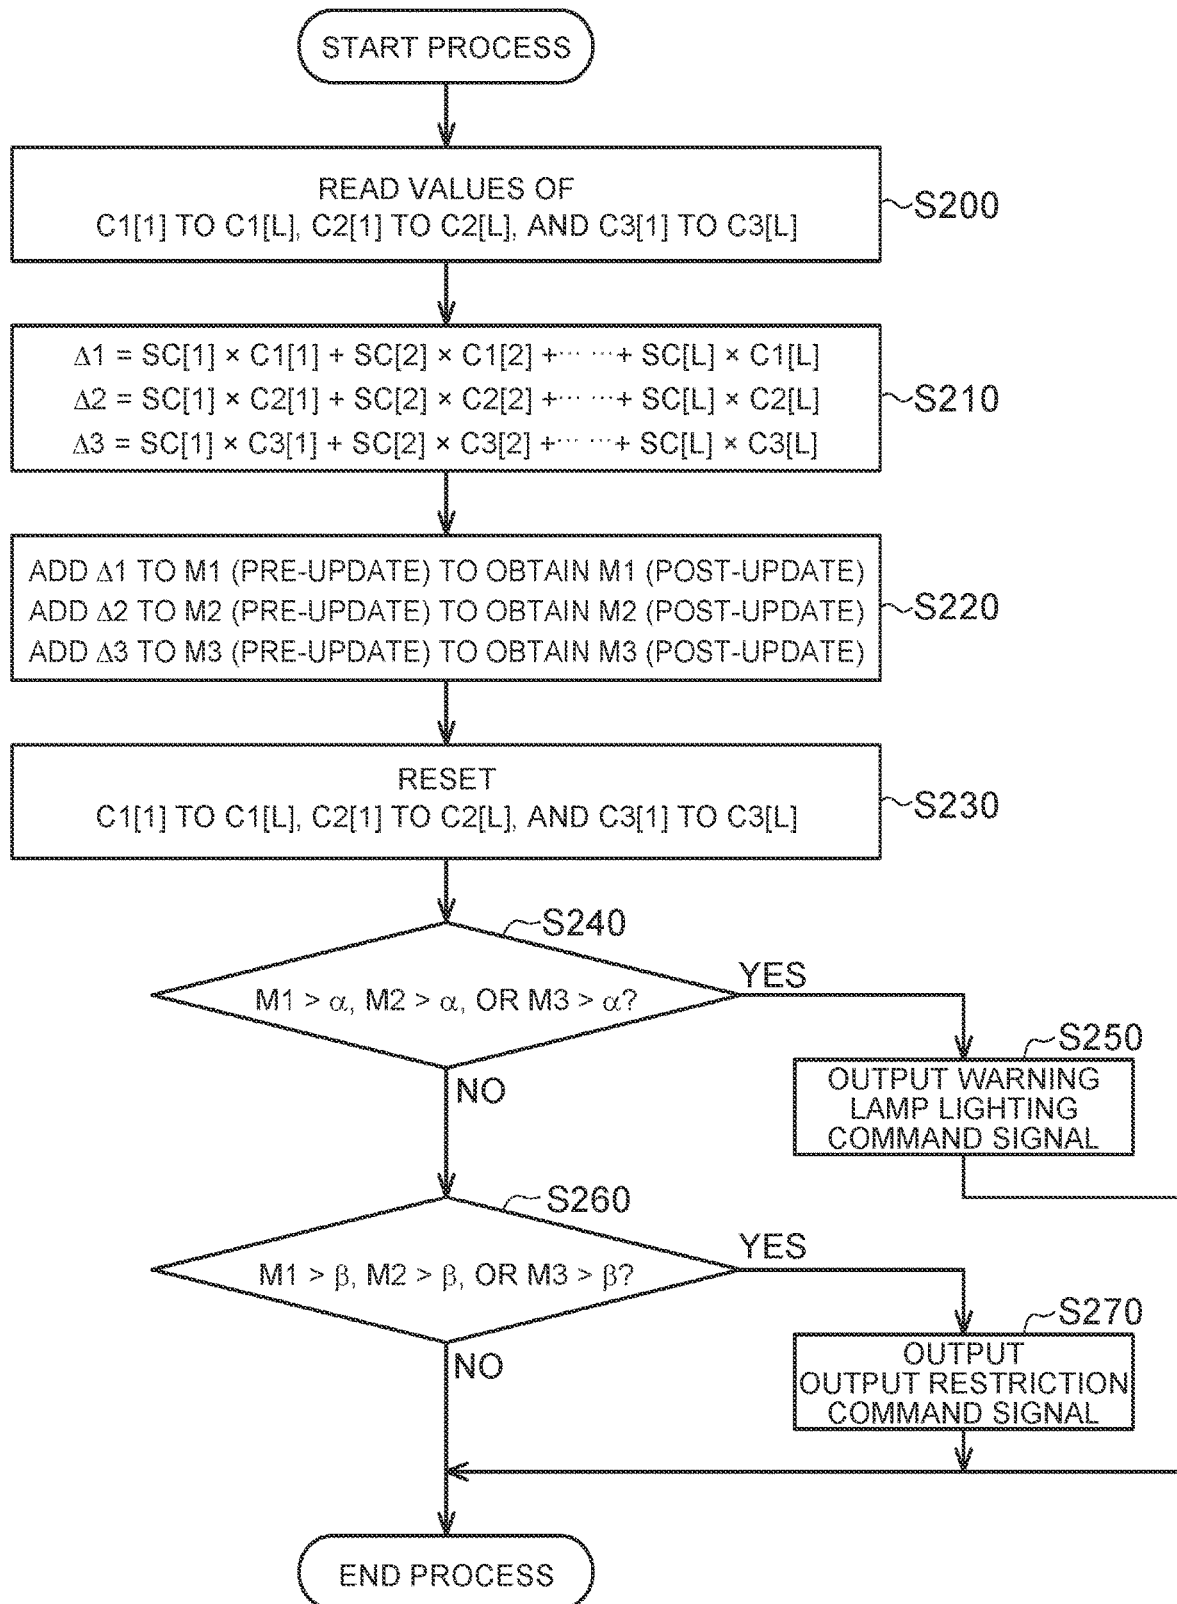 START PROCESS
READ VALUES OF
C1[1] TO C1[L], C2[1] TO C2[L], AND C3[1] TO C3[L]
S200
Δ1 = SC[1] × C1[1] + SC[2] × C1[2] +··· ···+ SC[L] × C1[L]
Δ2 = SC[1] × C2[1] + SC[2] × C2[2] +··· ···+ SC[L] × C2[L]
Δ3 = SC[1] × C3[1] + SC[2] × C3[2] +··· ···+ SC[L] × C3[L]
S210
ADD Δ1 TO M1 (PRE-UPDATE) TO OBTAIN M1 (POST-UPDATE)
ADD Δ2 TO M2 (PRE-UPDATE) TO OBTAIN M2 (POST-UPDATE)
ADD Δ3 TO M3 (PRE-UPDATE) TO OBTAIN M3 (POST-UPDATE)
S220
RESET
C1[1] TO C1[L], C2[1] TO C2[L], AND C3[1] TO C3[L]
S230
S240
M1 > α, M2 > α, OR M3 > α?
YES
NO
S250
OUTPUT WARNING
LAMP LIGHTING
COMMAND SIGNAL
S260
M1 > β, M2 > β, OR M3 > β?
YES
NO
S270
OUTPUT
OUTPUT RESTRICTION
COMMAND SIGNAL
END PROCESS